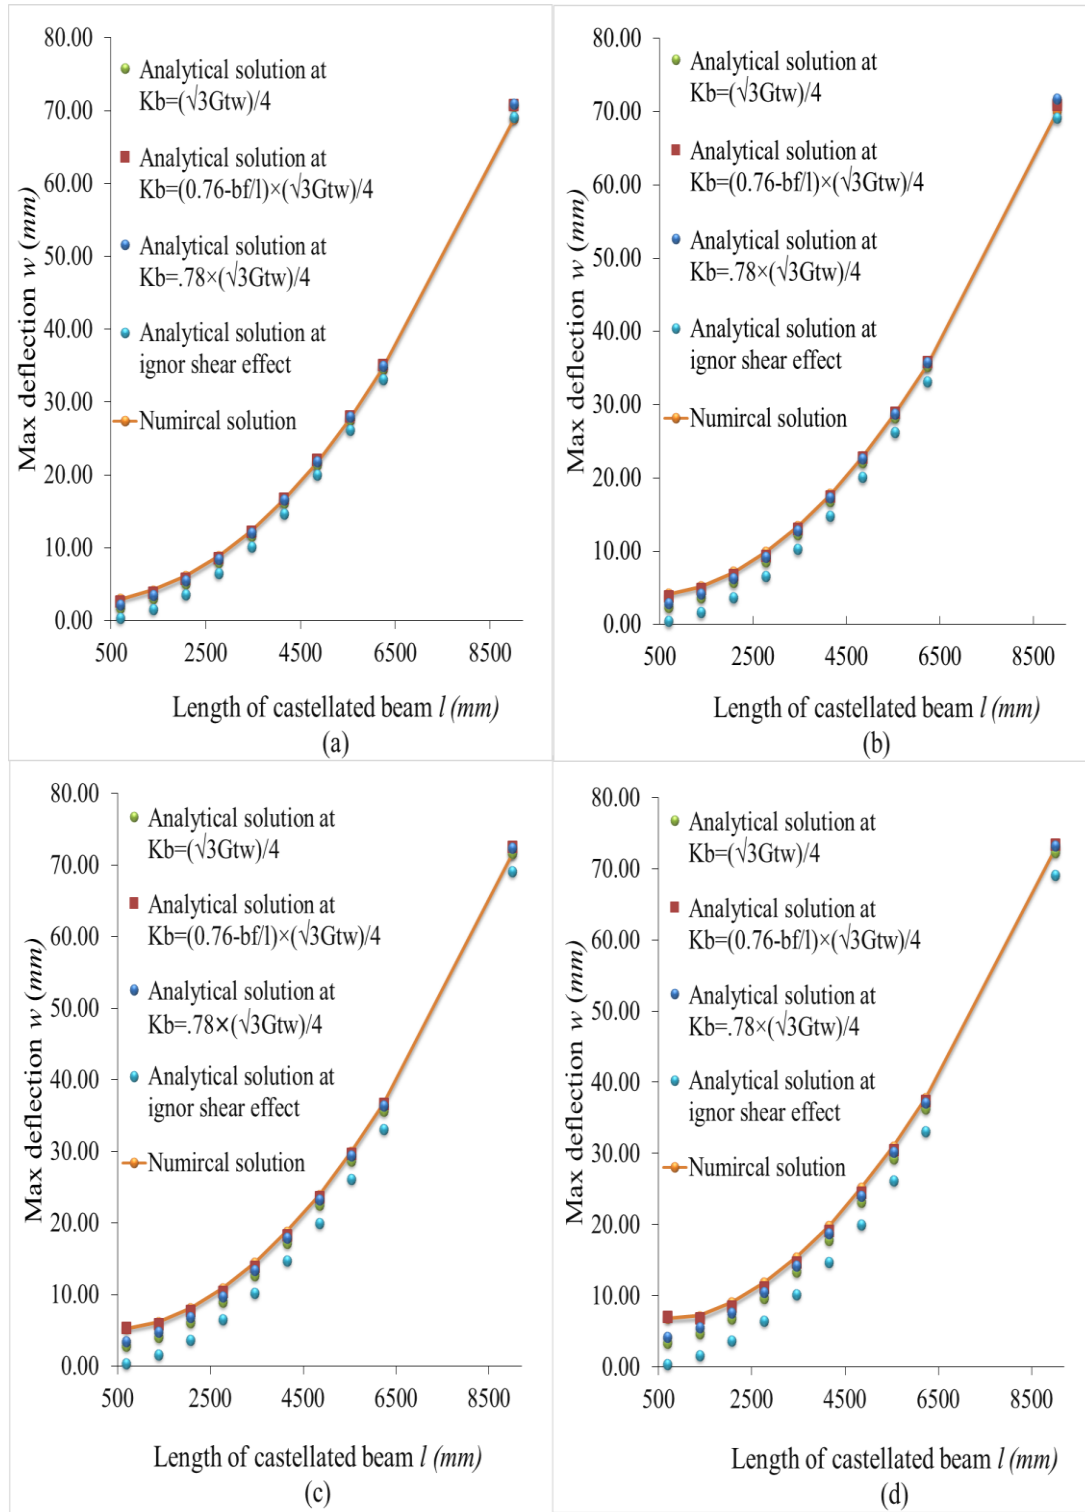 80.00
70.00
60.00
50.00
40.00
30.00
20.00
10.00
0.00
Max deflection w (mm)
Analytical solution at
Kb=(√3Gtw)/4
Analytical solution at
Kb=(0.76-bf/l)×(√3Gtw)/4
Analytical solution at
Kb=.78×(√3Gtw)/4
Analytical solution at
ignor shear effect
Numircal solution
500 2500 4500 6500 8500
Length of castellated beam l (mm)
(a)
80.00
70.00
60.00
50.00
40.00
30.00
20.00
10.00
0.00
Max deflection w (mm)
Analytical solution at
Kb=(√3Gtw)/4
Analytical solution at
Kb=(0.76-bf/l)×(√3Gtw)/4
Analytical solution at
Kb=.78×(√3Gtw)/4
Analytical solution at
ignor shear effect
Numircal solution
500 2500 4500 6500 8500
Length of castellated beam l (mm)
(b)
80.00
70.00
60.00
50.00
40.00
30.00
20.00
10.00
0.00
Max deflection w (mm)
Analytical solution at
Kb=(√3Gtw)/4
Analytical solution at
Kb=(0.76-bf/l)×(√3Gtw)/4
Analytical solution at
Kb=.78×(√3Gtw)/4
Analytical solution at
ignor shear effect
Numircal solution
500 2500 4500 6500 8500
Length of castellated beam l (mm)
(c)
80.00
70.00
60.00
50.00
40.00
30.00
20.00
10.00
0.00
Max deflection w (mm)
Analytical solution at
Kb=(√3Gtw)/4
Analytical solution at
Kb=(0.76-bf/l)×(√3Gtw)/4
Analytical solution at
Kb=.78×(√3Gtw)/4
Analytical solution at
ignor shear effect
Numircal solution
500 2500 4500 6500 8500
Length of castellated beam l (mm)
(d)